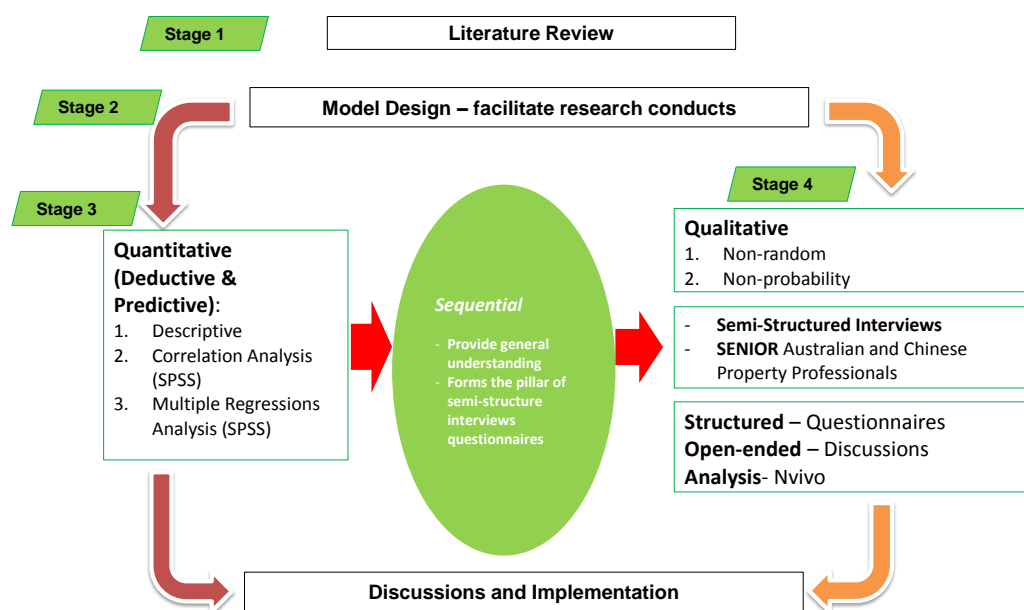 Stage 1
Literature Review
Stage 2
Model Design – facilitate research conducts
Stage 3
Quantitative
(Deductive &
Predictive):
1. Descriptive
2. Correlation Analysis
(SPSS)
3. Multiple Regressions
Analysis (SPSS)
Sequential
- Provide general
understanding
- Forms the pillar of
semi-structure
interviews
questionnaires
Stage 4
Qualitative
1. Non-random
2. Non-probability
- Semi-Structured Interviews
- SENIOR Australian and Chinese
Property Professionals
Structured – Questionnaires
Open-ended – Discussions
Analysis- Nvivo
Discussions and Implementation